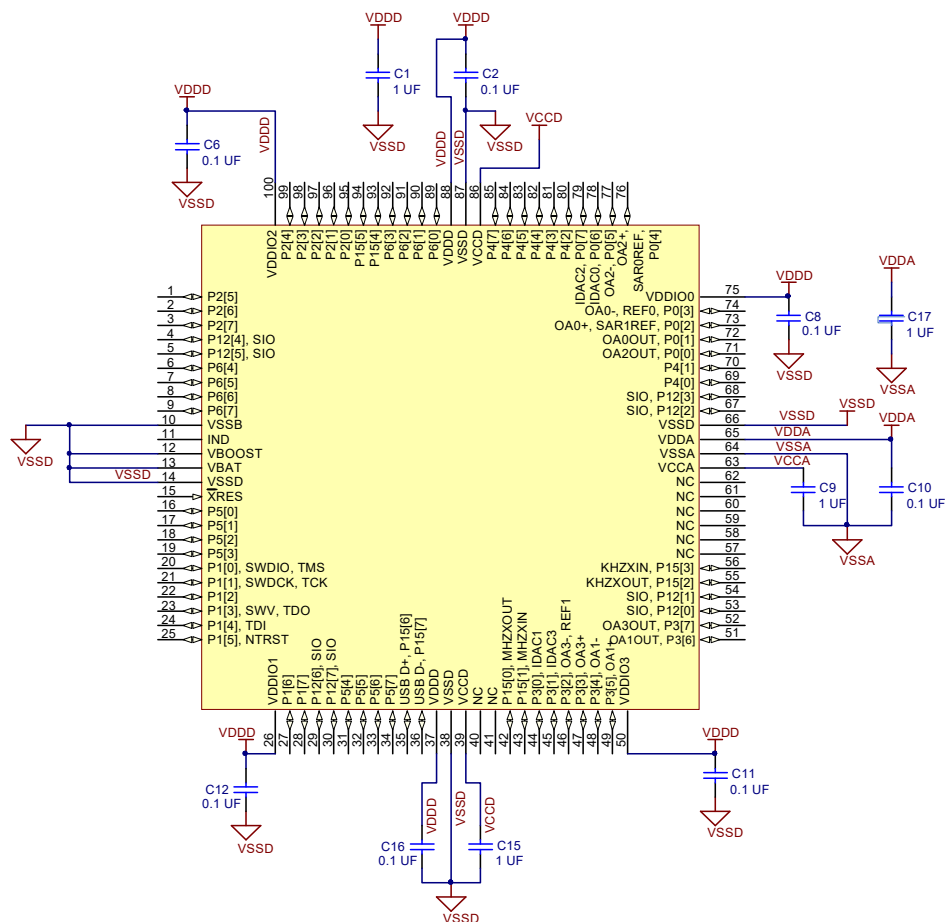 VDDD
VDDD
C1
1 UF
VSSD
C2
0.1 UF
VSSD
VDDD
C6
0.1 UF
VSSD
VDDD
VDDD
VSSD
VCCD
100
99
98
97
96
95
94
93
92
91
90
89
88
87
86
85
84
83
82
81
80
79
78
77
76
VDDIO2
P2[4]
P2[3]
P2[2]
P2[1]
P2[0]
P15[5]
P15[4]
P6[3]
P6[2]
P6[1]
P6[0]
VDDD
VSSD
VCCD
P4[7]
P4[6]
P4[5]
P4[4]
P4[3]
P4[2]
IDAC2, P0[7]
IDAC0, P0[6]
OA2-, P0[5]
OA2+,
SAR0REF,
P0[4]
1 P2[5]
2 P2[6]
3 P2[7]
4 P12[4], SIO
5 P12[5], SIO
6 P6[4]
7 P6[5]
8 P6[6]
9 P6[7]
10 VSSB
11 IND
12 VBOOST
13 VBAT
VSSD 14 VSSD
15 XRES
16 P5[0]
17 P5[1]
18 P5[2]
19 P5[3]
20 P1[0], SWDIO, TMS
21 P1[1], SWDCK, TCK
22 P1[2]
23 P1[3], SWV, TDO
24 P1[4], TDI
25 P1[5], NTRST
VSSD
VDDIO0 75
OA0-, REF0, P0[3] 74
OA0+, SAR1REF, P0[2] 73
OA0OUT, P0[1] 72
OA2OUT, P0[0] 71
P4[1] 70
P4[0] 69
SIO, P12[3] 68
SIO, P12[2] 67
VSSD 66 VSSD
VDDA 65 VDDA
VSSA 64 VSSA
VCCA 63 VCCA
NC 62
NC 61
NC 60
NC 59
NC 58
NC 57
KHZXIN, P15[3] 56
KHZXOUT, P15[2] 55
SIO, P12[1] 54
SIO, P12[0] 53
OA3OUT, P3[7] 52
OA1OUT, P3[6] 51
VDDD
C8
0.1 UF
VSSD
VDDA
C17
1 UF
VSSA
VSSD
VDDA
C9
1 UF
C10
0.1 UF
VSSA
VDDIO1
P1[6]
P1[7]
P12[6], SIO
P12[7], SIO
P5[4]
P5[5]
P5[6]
P5[7]
USB D+, P15[6]
USB D-, P15[7]
VDDD
VSSD
VCCD
NC
NC
P15[0], MHZXOUT
P15[1], MHZXIN
P3[0], IDAC1
P3[1], IDAC3
P3[2], OA3-, REF1
P3[3], OA3+
P3[4], OA1-
P3[5], OA1+
VDDIO3
26
27
28
29
30
31
32
33
34
35
36
37
38
39
40
41
42
43
44
45
46
47
48
49
50
VDDD
C12
0.1 UF
VSSD
VDDD
VSSD
VCCD
C16
0.1 UF
C15
1 UF
VSSD
VDDD
C11
0.1 UF
VSSD